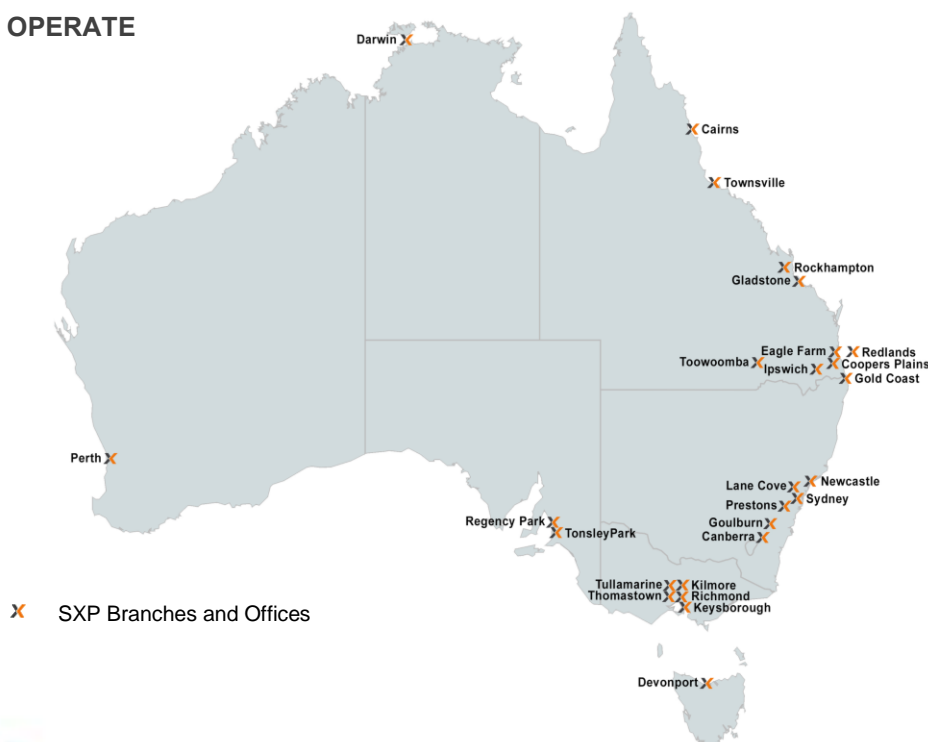 OPERATE
Darwin
Cairns
Townsville
Rockhampton
Gladstone
Eagle Farm
Redlands
Toowoomba
Ipswich
Coopers Plains
Gold Coast
Perth
Lane Cove
Newcastle
Prestons
Sydney
Regency Park
Goulburn
TonsleyPark
Canberra
Tullamarine
Kilmore
Thomastown
Richmond
Keysborough
SXP Branches and Offices
Devonport